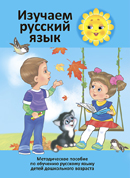 Изучаем
русский
язык
Методическое пособие
по обучению русскому языку
детей дошкольного возраста